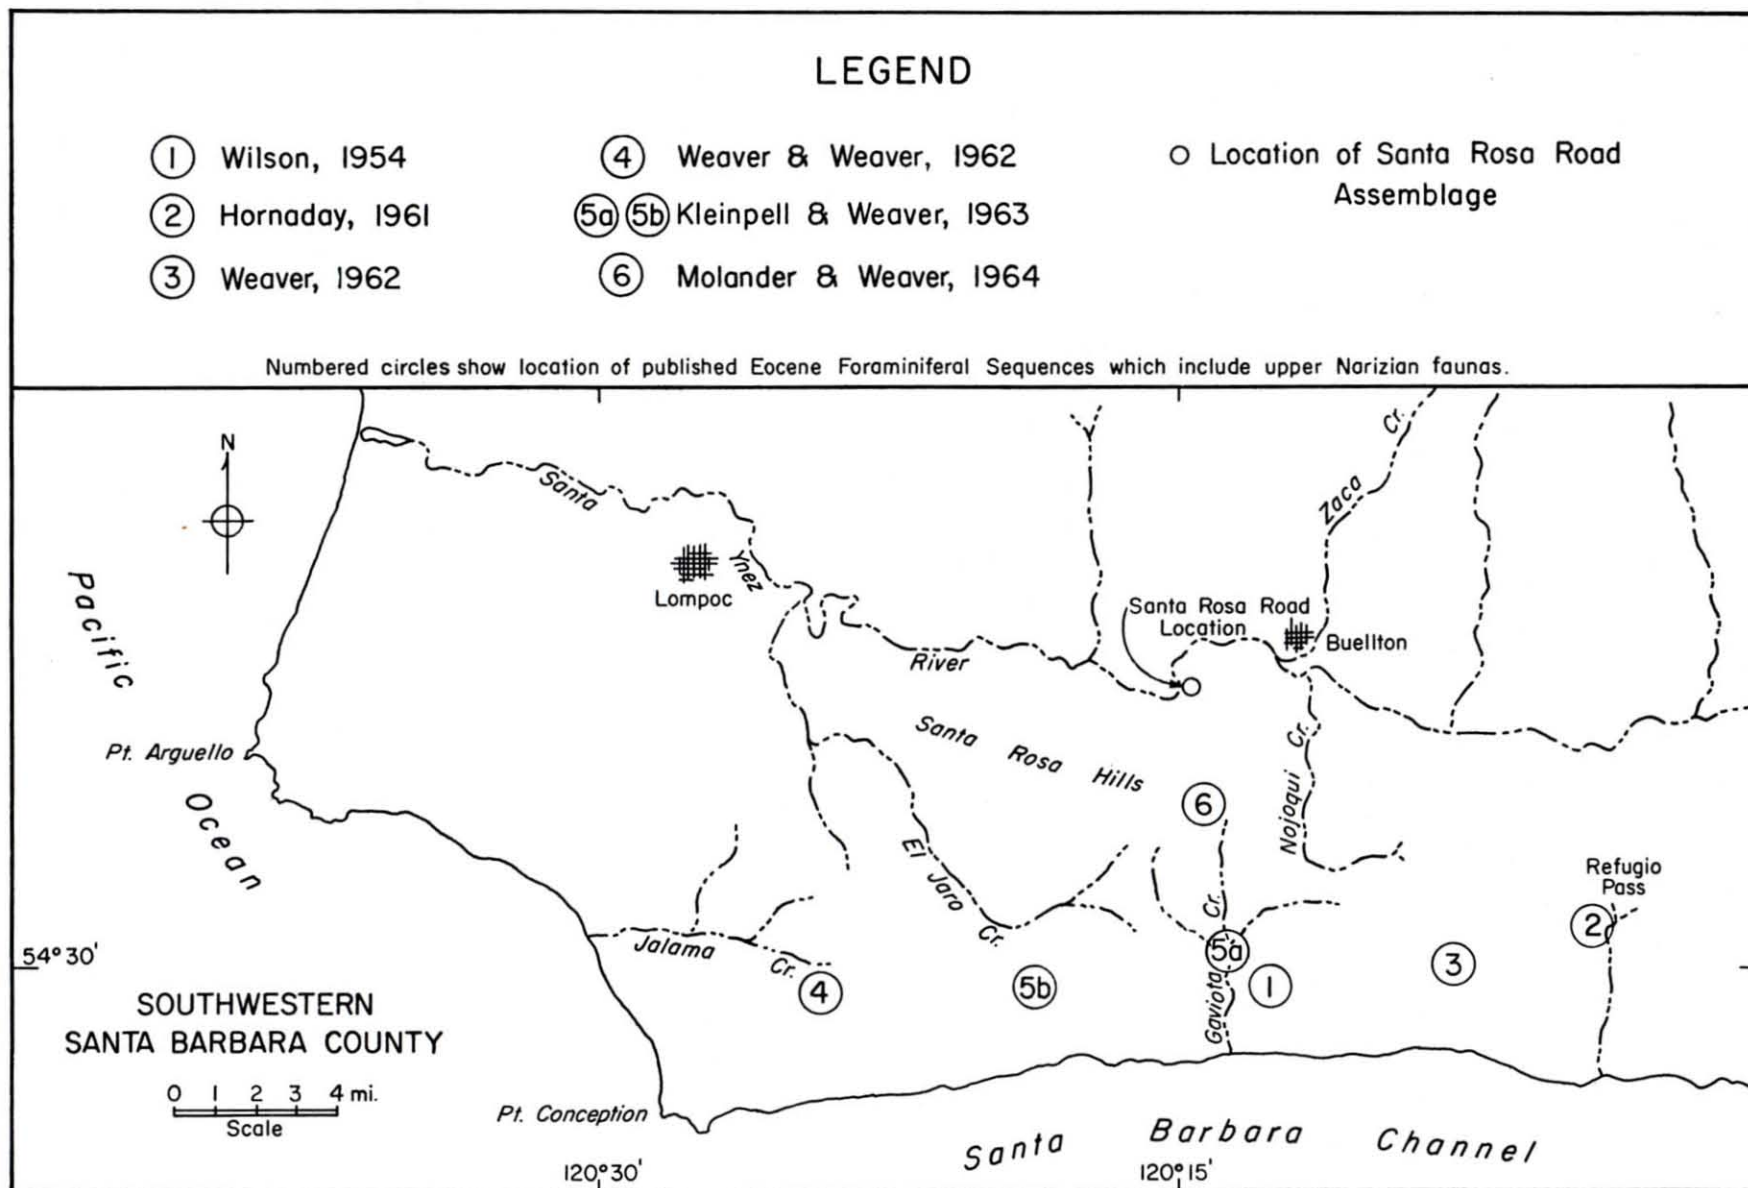 LEGEND
① Wilson, 1954
② Hornaday, 1961
③ Weaver, 1962
④ Weaver & Weaver, 1962
5a 5b Kleinpell & Weaver, 1963
⑥ Molander & Weaver, 1964
Location of Santa Rosa Road
Assemblage
Numbered circles show location of published Eocene Foraminiferal Sequences which include upper Narizian faunas.
N
Santa
Ynez
River
Lompoc
Zaca
Cr.
Santa Rosa Road
Location
Buellton
Pacific
Ocean
Pt. Arguello
Santa Rosa Hills
6
Nojoqui
Cr.
El Jaro
Cr.
Refugio
Pass
2
Jalama
Cr.
4
5b
Cr.
5a
Gaviota
1
3
54°30'
SOUTHWESTERN
SANTA BARBARA COUNTY
0 1 2 3 4 mi.
Scale
Pt. Conception
Santa Barbara Channel
120°30'
120°15'